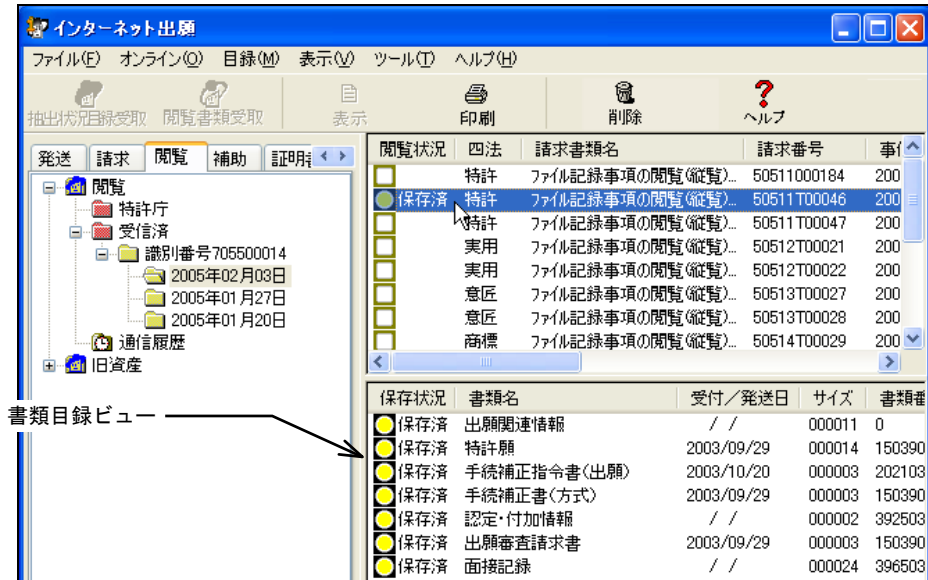 インターネット出願
ファイル(F) オンライン(O) 目録(M) 表示(V) ツール(T) ヘルプ(H)
抽出状況目録受取 閲覧書類受取 表示 印刷 削除 ヘルプ
発送 請求 閲覧 補助
閲覧
特許庁
受信済
識別番号705500014
2005年02月03日
2005年01月27日
2005年01月20日
通信履歴
旧資産
書類目録ビュー
閲覧状況 四法 請求書類名 請求番号
特許 ファイル記録事項の閲覧(縦覧)... 50511000184 200
保存済 特許 ファイル記録事項の閲覧(縦覧)... 50511T00046 200
特許 ファイル記録事項の閲覧(縦覧)... 50511T00047 200
実用 ファイル記録事項の閲覧(縦覧)... 50512T00021 200
実用 ファイル記録事項の閲覧(縦覧)... 50512T00022 200
意匠 ファイル記録事項の閲覧(縦覧)... 50513T00027 200
意匠 ファイル記録事項の閲覧(縦覧)... 50513T00028 200
商標 ファイル記録事項の閲覧(縦覧)... 50514T00029 200
保存状況 書類名 受付/発送日 サイズ 書類番
保存済 出願関連情報 / / 000011 0
保存済 特許願 2003/09/29 000014 150390
保存済 手続補正指令書(出願) 2003/10/20 000003 202103
保存済 手続補正書(方式) 2003/09/29 000003 150390
保存済 認定・付加情報 / / 000002 392503
保存済 出願審査請求書 2003/09/29 000003 150390
保存済 面接記録 / / 000024 396503